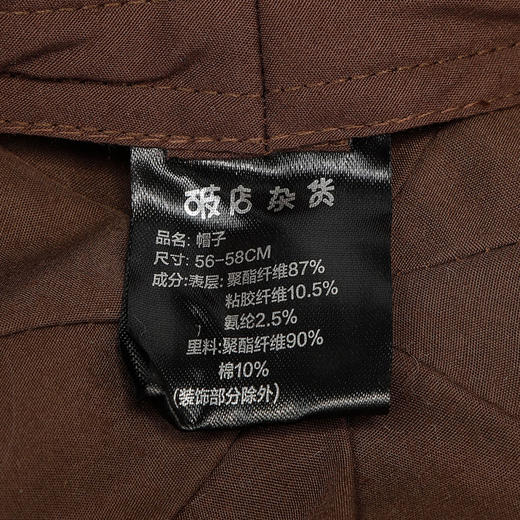 破店杂货
品名: 帽子
尺寸: 56-58CM
成分: 表层: 聚酯纤维87%
粘胶纤维10.5%
氨纶2.5%
里料: 聚酯纤维90%
棉10%
(装饰部分除外)